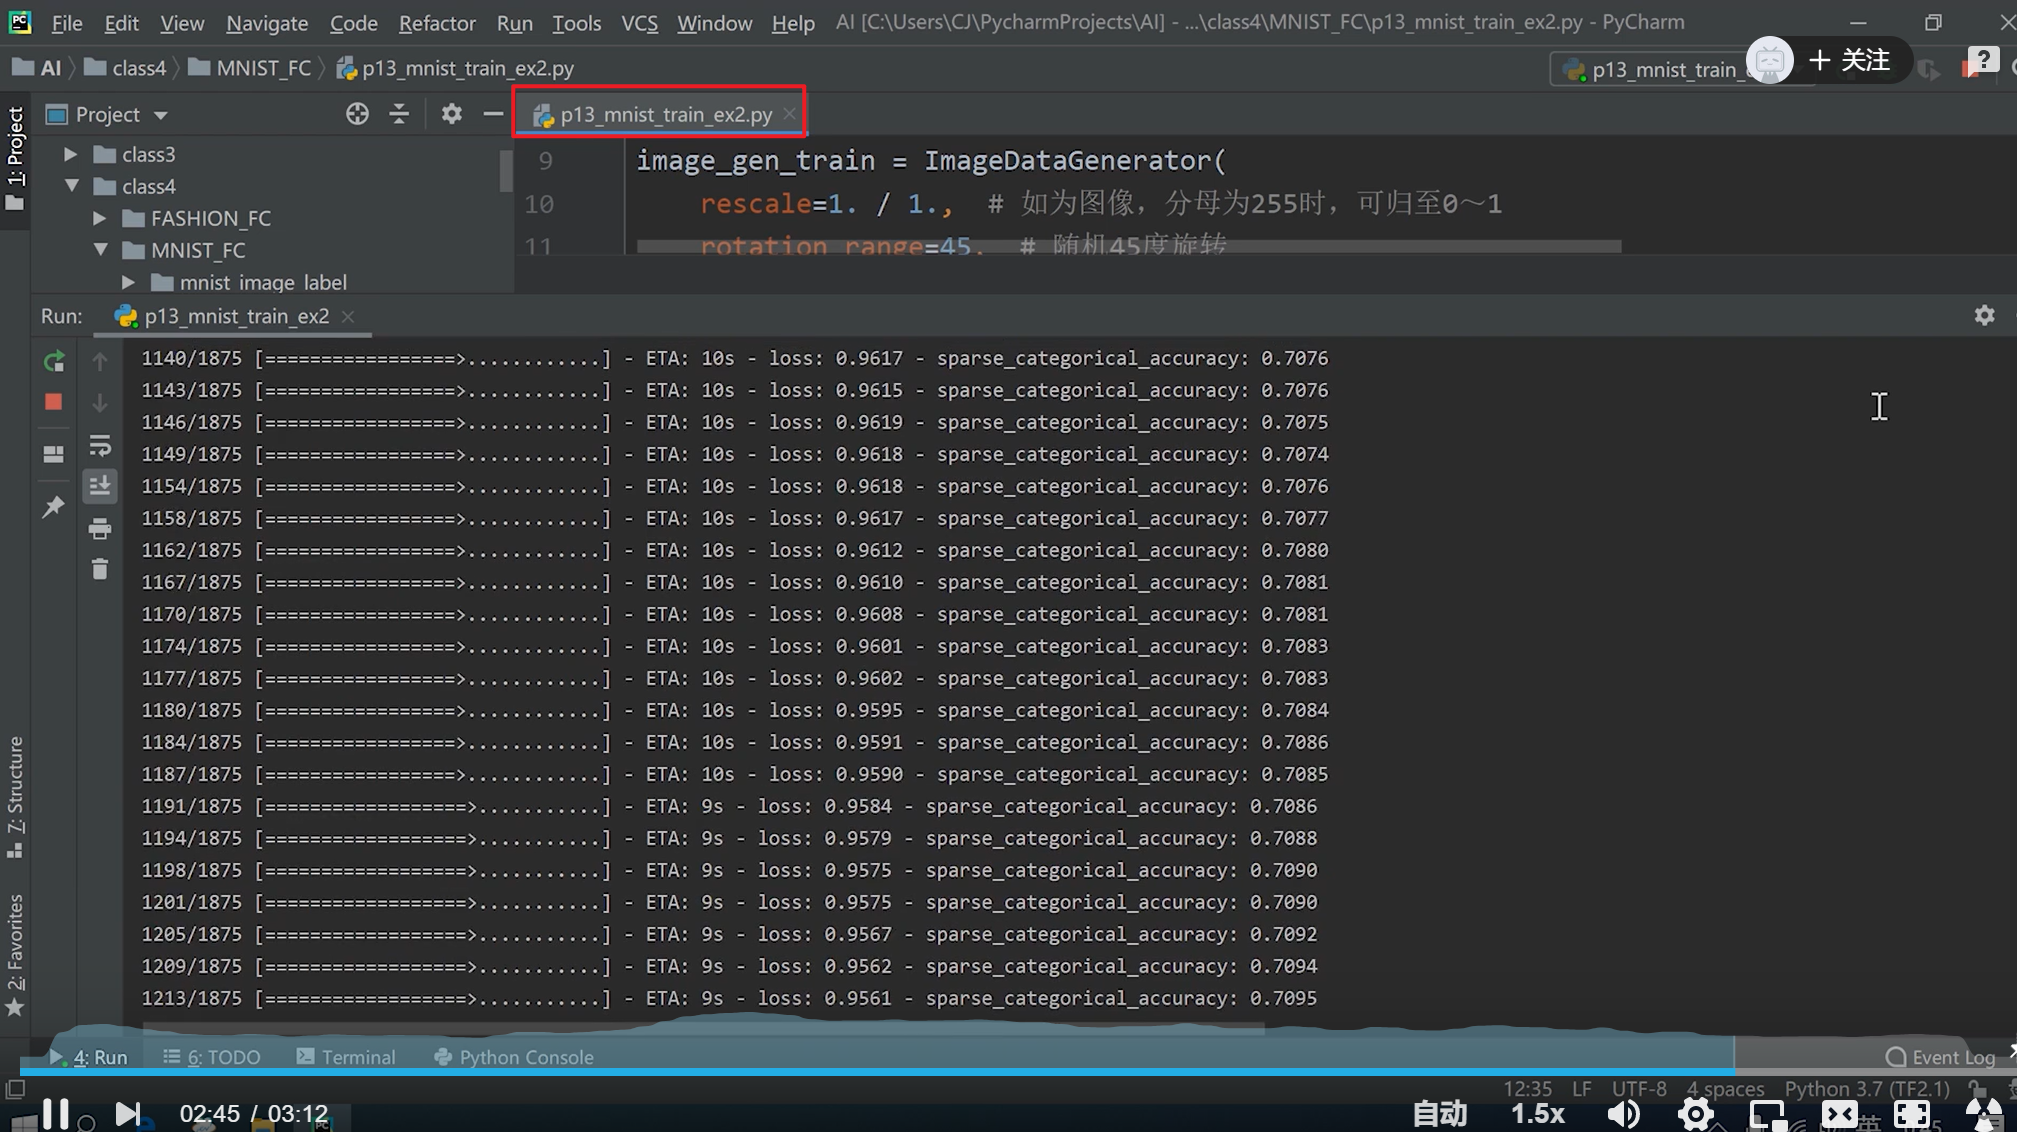 File Edit View Navigate Code Refactor Run Tools VCS Window Help AI [C:\Users\CJ\PycharmProjects\AI] - ...\class4\MNIST_FC\p13_mnist_train_ex2.py - PyCharm
AI class4 MNIST_FC p13_mnist_train_ex2.py p13_mnist_train_ + 关注
1: Project
Project p13_mnist_train_ex2.py
class3
class4
FASHION_FC
MNIST_FC
mnist_image_label
9 image_gen_train = ImageDataGenerator(
10 rescale=1. / 1., # 如为图像，分母为255时，可归至0～1
11 rotation_range=45, # 随机45度旋转
Run: p13_mnist_train_ex2
1140/1875 [=================>............] - ETA: 10s - loss: 0.9617 - sparse_categorical_accuracy: 0.7076
1143/1875 [=================>............] - ETA: 10s - loss: 0.9615 - sparse_categorical_accuracy: 0.7076
1146/1875 [=================>............] - ETA: 10s - loss: 0.9619 - sparse_categorical_accuracy: 0.7075
1149/1875 [=================>............] - ETA: 10s - loss: 0.9618 - sparse_categorical_accuracy: 0.7074
1154/1875 [=================>............] - ETA: 10s - loss: 0.9618 - sparse_categorical_accuracy: 0.7076
1158/1875 [=================>............] - ETA: 10s - loss: 0.9617 - sparse_categorical_accuracy: 0.7077
1162/1875 [=================>............] - ETA: 10s - loss: 0.9612 - sparse_categorical_accuracy: 0.7080
1167/1875 [=================>............] - ETA: 10s - loss: 0.9610 - sparse_categorical_accuracy: 0.7081
1170/1875 [=================>............] - ETA: 10s - loss: 0.9608 - sparse_categorical_accuracy: 0.7081
1174/1875 [=================>............] - ETA: 10s - loss: 0.9601 - sparse_categorical_accuracy: 0.7083
1177/1875 [=================>............] - ETA: 10s - loss: 0.9602 - sparse_categorical_accuracy: 0.7083
1180/1875 [=================>............] - ETA: 10s - loss: 0.9595 - sparse_categorical_accuracy: 0.7084
1184/1875 [=================>............] - ETA: 10s - loss: 0.9591 - sparse_categorical_accuracy: 0.7086
1187/1875 [=================>............] - ETA: 10s - loss: 0.9590 - sparse_categorical_accuracy: 0.7085
1191/1875 [==================>...........] - ETA: 9s - loss: 0.9584 - sparse_categorical_accuracy: 0.7086
1194/1875 [==================>...........] - ETA: 9s - loss: 0.9579 - sparse_categorical_accuracy: 0.7088
1198/1875 [==================>...........] - ETA: 9s - loss: 0.9575 - sparse_categorical_accuracy: 0.7090
1201/1875 [==================>...........] - ETA: 9s - loss: 0.9575 - sparse_categorical_accuracy: 0.7090
1205/1875 [==================>...........] - ETA: 9s - loss: 0.9567 - sparse_categorical_accuracy: 0.7092
1209/1875 [==================>...........] - ETA: 9s - loss: 0.9562 - sparse_categorical_accuracy: 0.7094
1213/1875 [==================>...........] - ETA: 9s - loss: 0.9561 - sparse_categorical_accuracy: 0.7095
7: Structure
2: Favorites
4: Run 6: TODO Terminal Python Console Event Log
12:35 LF UTF-8 4 spaces Python 3.7 (TF2.1)
02:45 / 03:12 自动 1.5x